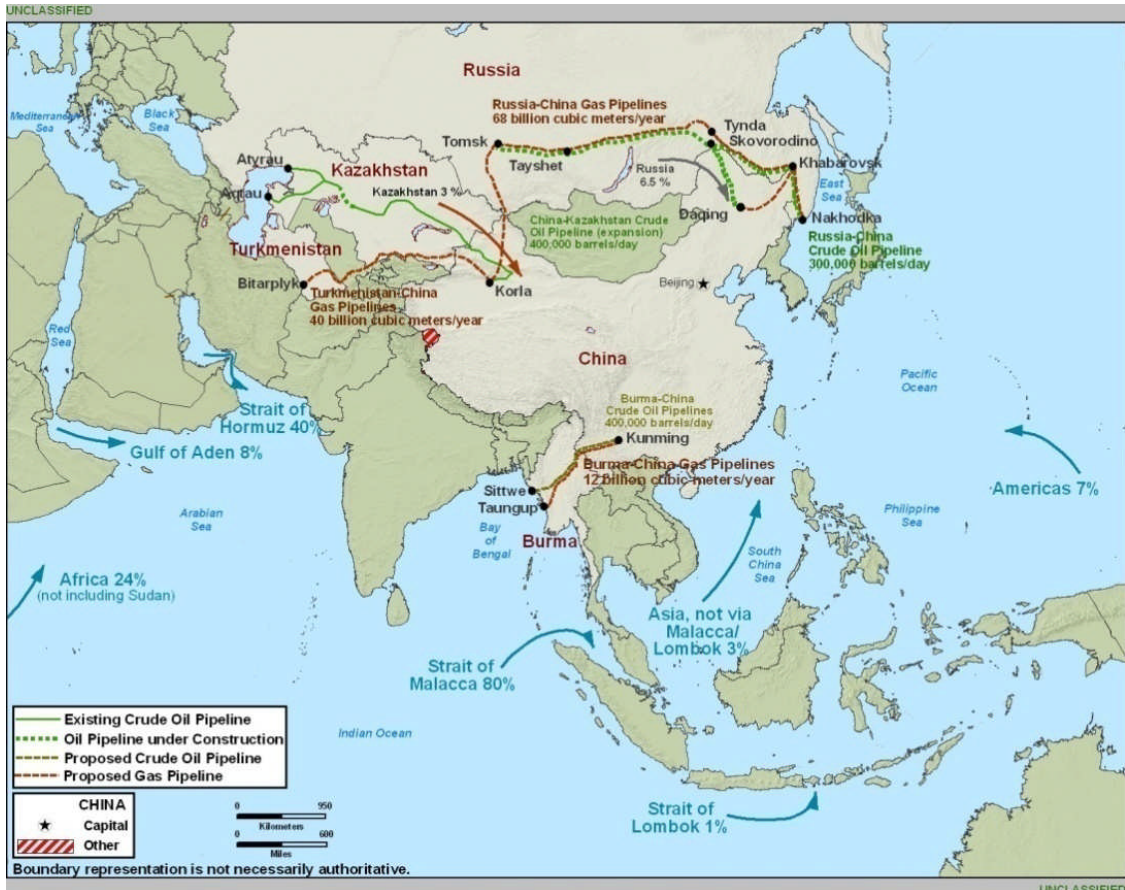 UNCLASSIFIED
Russia
Mediterranean
Sea
Black
Sea
Russia-China Gas Pipelines
68 billion cubic meters/year
Tynda
Skovorodino
Tomsk
Tayshet
Khabarovsk
Atyrau
Kazakhstan
Kazakhstan 3 %
Russia
6.5 %
East
Sea
Aqtau
Daqing
Nakhodka
China-Kazakhstan Crude
Oil Pipeline (expansion)
400,000 barrels/day
Russia-China
Crude Oil Pipeline
300,000 barrels/day
Turkmenistan
Bitarplyk
Korla
Beijing
Turkmenistan-China
Gas Pipelines
40 billion cubic meters/year
Red
Sea
China
Pacific
Ocean
Strait of
Hormuz 40%
Burma-China
Crude Oil Pipelines
400,000 barrels/day
Kunming
Gulf of Aden 8%
Burma-China Gas Pipelines
12 billion cubic meters/year
Sittwe
Taungup
Americas 7%
Arabian
Sea
Bay
of
Bengal
Burma
Philippine
Sea
South
China
Sea
Africa 24%
(not including Sudan)
Asia, not via
Malacca/
Lombok 3%
Strait of
Malacca 80%
Existing Crude Oil Pipeline
Oil Pipeline under Construction
Proposed Crude Oil Pipeline
Proposed Gas Pipeline
Indian Ocean
CHINA
Capital
Other
0 950
Kilometers
0 600
Miles
Strait of
Lombok 1%
Boundary representation is not necessarily authoritative.
UNCLASSIFIED